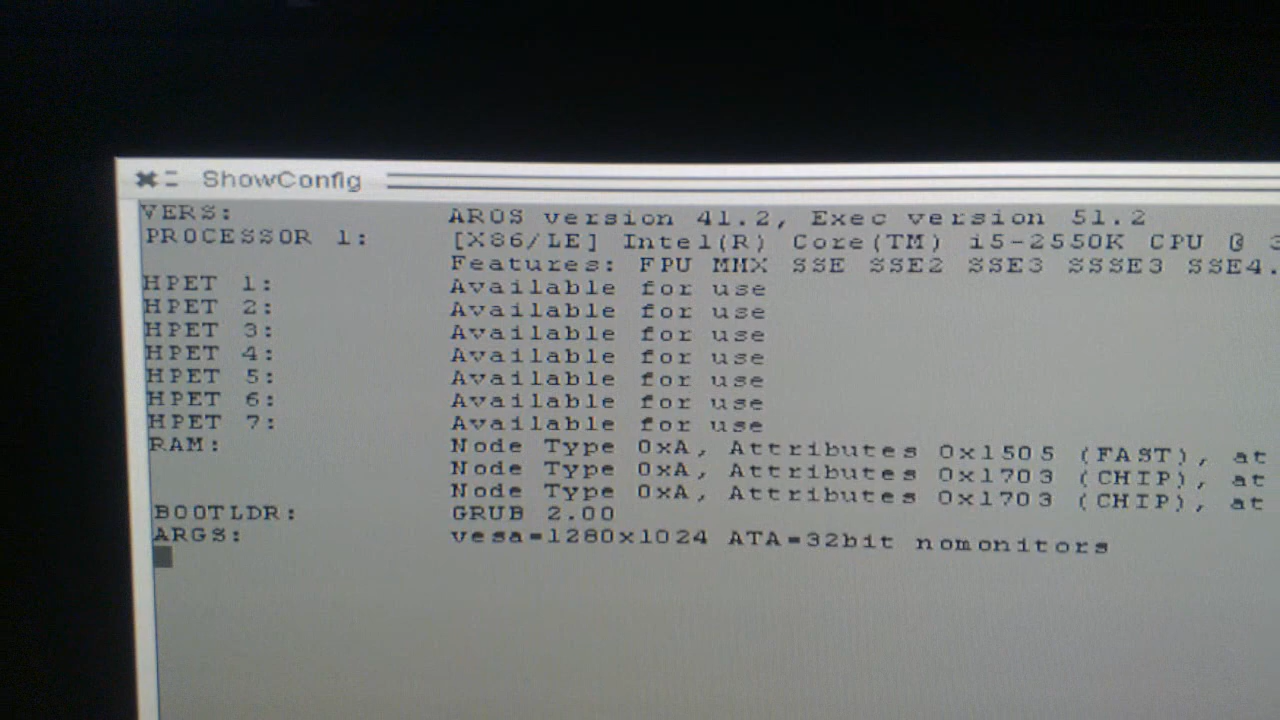 ShowConfig
VERS: AROS version 41.2, Exec version 51.2
PROCESSOR 1: [X86/LE] Intel(R) Core(TM) i5-2550K CPU @ 3
Features: FPU MMX SSE SSE2 SSE3 SSSE3 SSE4.
HPET 1: Available for use
HPET 2: Available for use
HPET 3: Available for use
HPET 4: Available for use
HPET 5: Available for use
HPET 6: Available for use
HPET 7: Available for use
RAM: Node Type 0xA, Attributes 0x1505 (FAST), at
Node Type 0xA, Attributes 0x1703 (CHIP), at
Node Type 0xA, Attributes 0x1703 (CHIP), at
BOOTLDR: GRUB 2.00
ARGS: vesa=1280x1024 ATA=32bit nomonitors